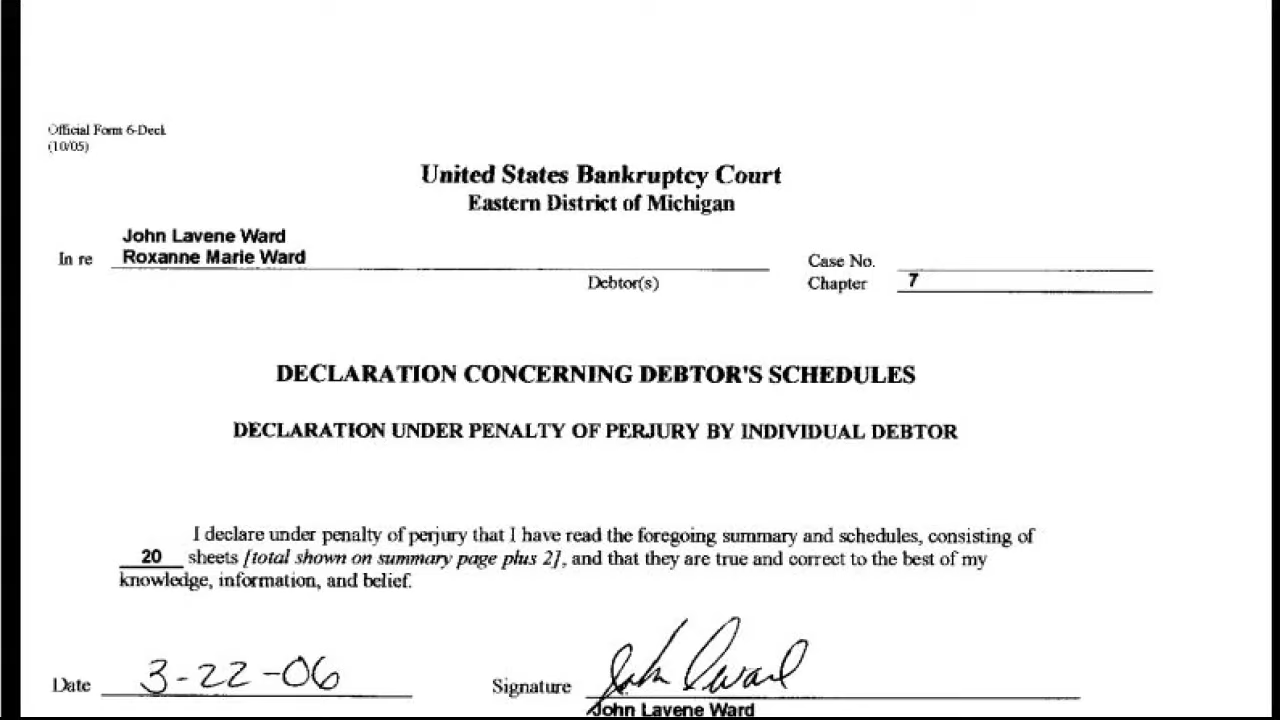 Official Form 6-Decl.
(10/05)
United States Bankruptcy Court
Eastern District of Michigan
John Lavene Ward
In re Roxanne Marie Ward Case No.
Debtor(s) Chapter 7
DECLARATION CONCERNING DEBTOR'S SCHEDULES
DECLARATION UNDER PENALTY OF PERJURY BY INDIVIDUAL DEBTOR
I declare under penalty of perjury that I have read the foregoing summary and schedules, consisting of
20 sheets [total shown on summary page plus 2], and that they are true and correct to the best of my
knowledge, information, and belief.
Date 3-22-06 Signature John L Ward
John Lavene Ward